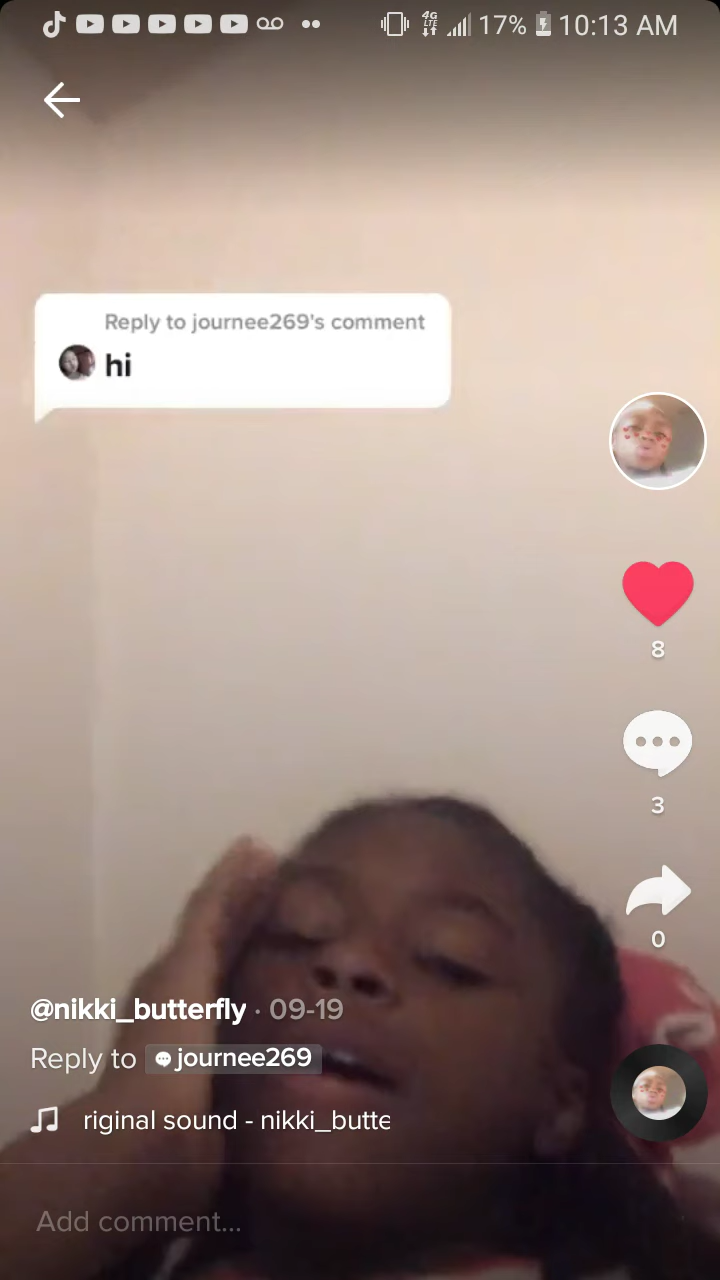 4G LTE 17% 10:13 AM
Reply to journee269's comment
hi
8
3
0
@nikki_butterfly · 09-19
Reply to journee269
riginal sound - nikki_butte
Add comment...